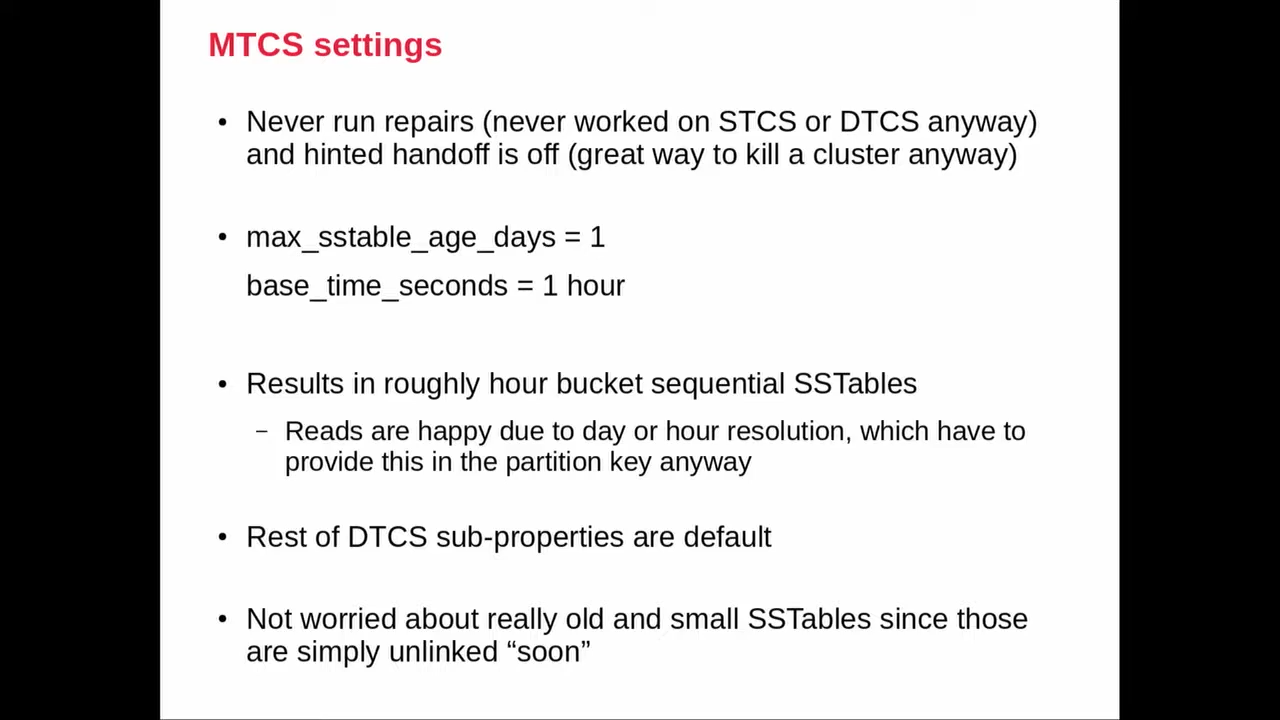 MTCS settings
• Never run repairs (never worked on STCS or DTCS anyway)
and hinted handoff is off (great way to kill a cluster anyway)
• max_sstable_age_days = 1
base_time_seconds = 1 hour
• Results in roughly hour bucket sequential SSTables
– Reads are happy due to day or hour resolution, which have to
provide this in the partition key anyway
• Rest of DTCS sub-properties are default
• Not worried about really old and small SSTables since those
are simply unlinked “soon”